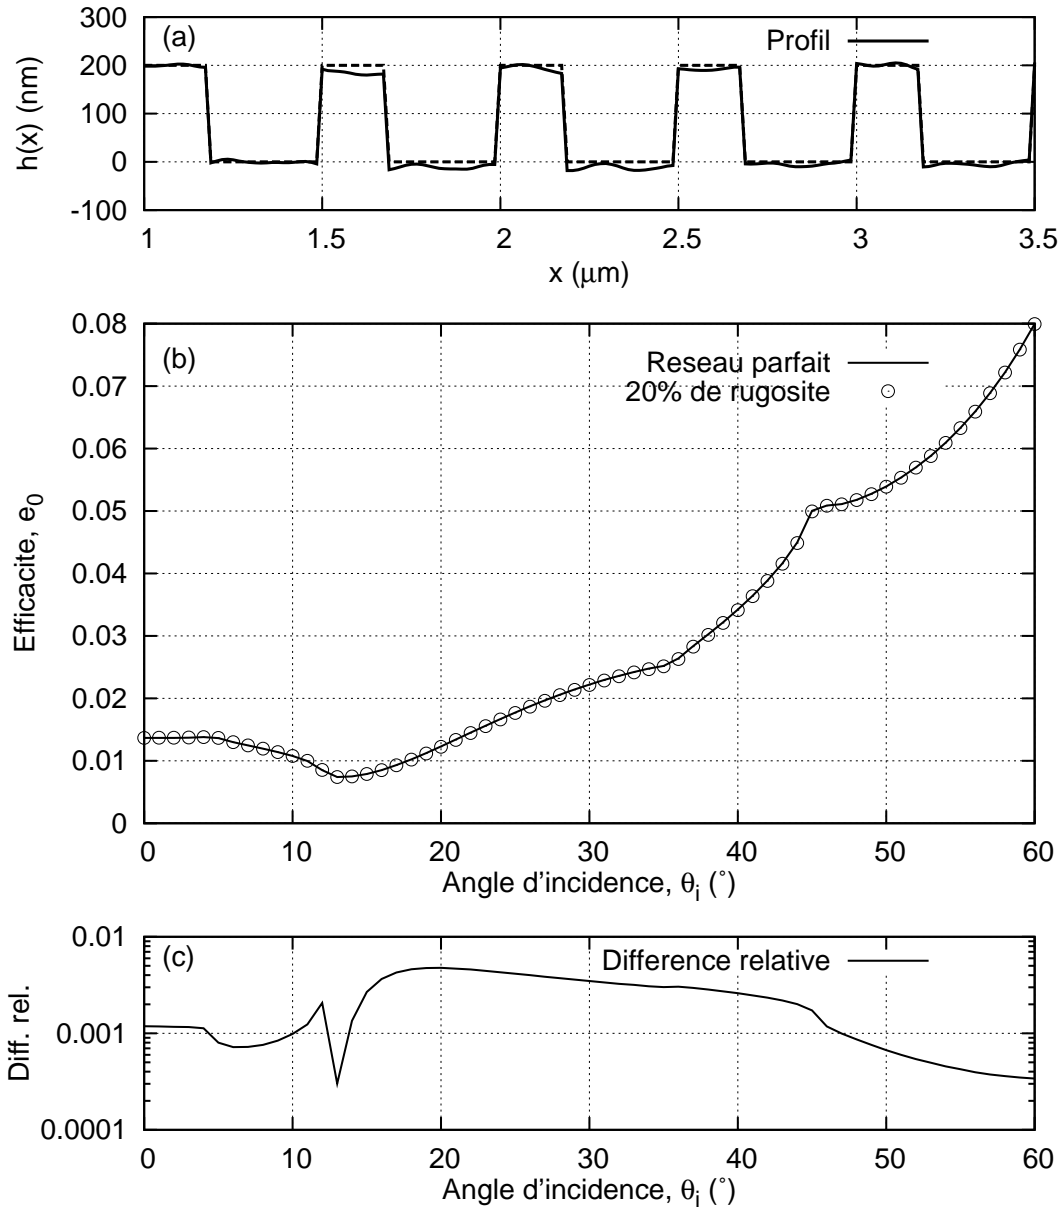 (a)
Profil
h(x) (nm)
300
200
100
0
-100
1 1.5 2 2.5 3 3.5
x (μm)
(b)
Reseau parfait
20% de rugosite
Efficacite, e0
0.08
0.07
0.06
0.05
0.04
0.03
0.02
0.01
0
0 10 20 30 40 50 60
Angle d'incidence, θi (°)
(c)
Difference relative
Diff. rel.
0.01
0.001
0.0001
0 10 20 30 40 50 60
Angle d'incidence, θi (°)